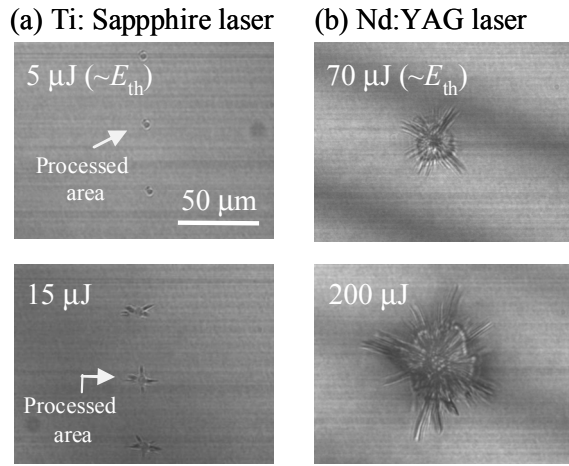 (a) Ti: Sappphire laser
(b) Nd:YAG laser
5 μJ (~Eth)
Processed
area
50 μm
70 μJ (~Eth)
15 μJ
Processed
area
200 μJ